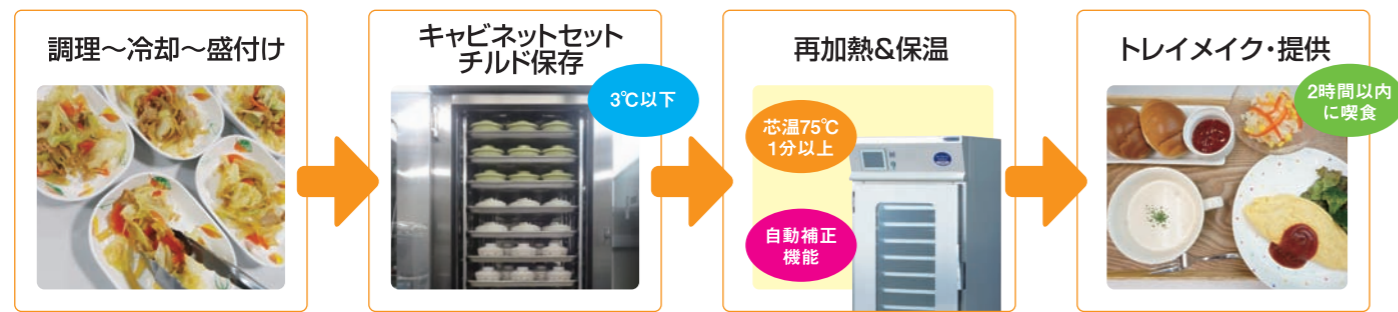 調理～冷却～盛付け
キャビネットセット
チルド保存
3℃以下
再加熱&保温
芯温75℃
1分以上
自動補正
機能
トレイメイク・提供
2時間以内
に喫食